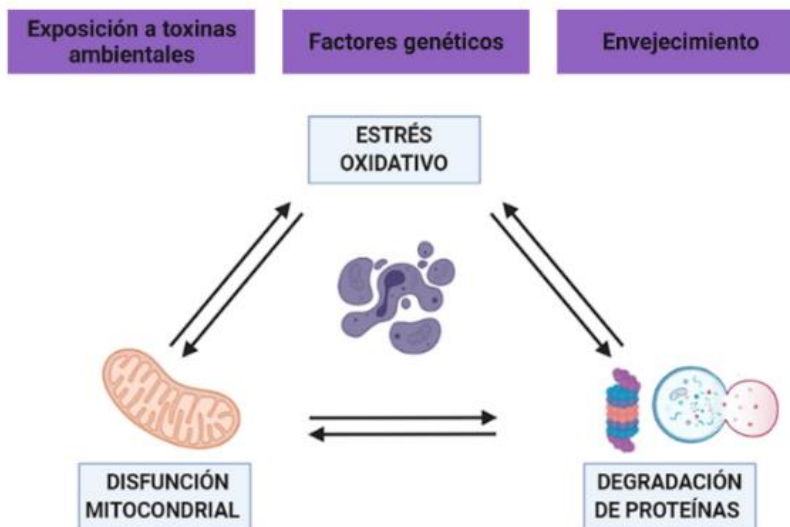 Exposición a toxinas
ambientales
Factores genéticos
Envejecimiento
ESTRÉS
OXIDATIVO
DISFUNCIÓN
MITOCONDRIAL
DEGRADACIÓN
DE PROTEÍNAS